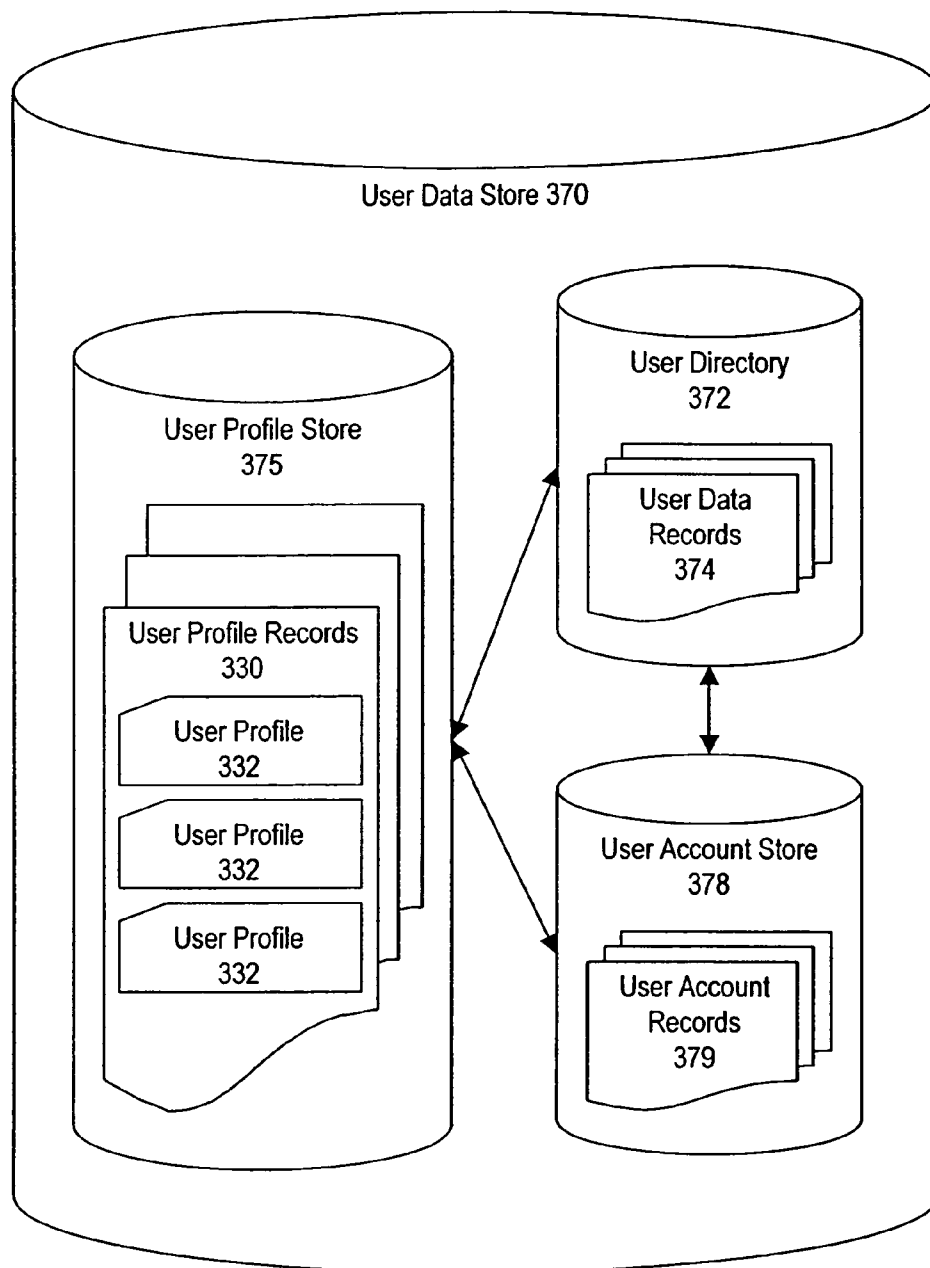 User Data Store 370
User Profile Store
375
User Profile Records
330
User Profile
332
User Profile
332
User Profile
332
User Directory
372
User Data
Records
374
User Account Store
378
User Account
Records
379